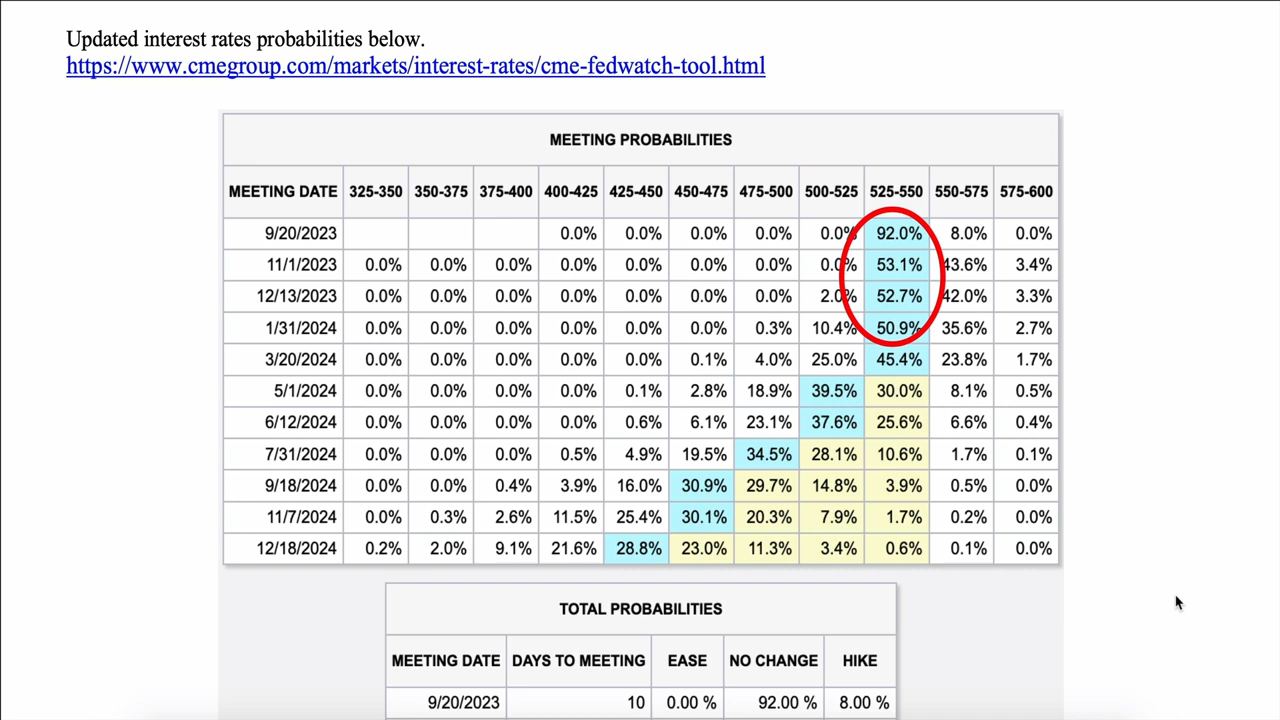 Updated interest rates probabilities below.
https://www.cmegroup.com/markets/interest-rates/cme-fedwatch-tool.html
MEETING PROBABILITIES
MEETING DATE 325-350 350-375 375-400 400-425 425-450 450-475 475-500 500-525 525-550 550-575 575-600
9/20/2023 0.0% 0.0% 0.0% 0.0% 0.0% 92.0% 8.0% 0.0%
11/1/2023 0.0% 0.0% 0.0% 0.0% 0.0% 0.0% 0.0% 0.0% 53.1% 43.6% 3.4%
12/13/2023 0.0% 0.0% 0.0% 0.0% 0.0% 0.0% 0.0% 2.0% 52.7% 42.0% 3.3%
1/31/2024 0.0% 0.0% 0.0% 0.0% 0.0% 0.0% 0.3% 10.4% 50.9% 35.6% 2.7%
3/20/2024 0.0% 0.0% 0.0% 0.0% 0.0% 0.1% 4.0% 25.0% 45.4% 23.8% 1.7%
5/1/2024 0.0% 0.0% 0.0% 0.0% 0.1% 2.8% 18.9% 39.5% 30.0% 8.1% 0.5%
6/12/2024 0.0% 0.0% 0.0% 0.0% 0.6% 6.1% 23.1% 37.6% 25.6% 6.6% 0.4%
7/31/2024 0.0% 0.0% 0.0% 0.5% 4.9% 19.5% 34.5% 28.1% 10.6% 1.7% 0.1%
9/18/2024 0.0% 0.0% 0.4% 3.9% 16.0% 30.9% 29.7% 14.8% 3.9% 0.5% 0.0%
11/7/2024 0.0% 0.3% 2.6% 11.5% 25.4% 30.1% 20.3% 7.9% 1.7% 0.2% 0.0%
12/18/2024 0.2% 2.0% 9.1% 21.6% 28.8% 23.0% 11.3% 3.4% 0.6% 0.1% 0.0%
TOTAL PROBABILITIES
MEETING DATE DAYS TO MEETING EASE NO CHANGE HIKE
9/20/2023 10 0.00 % 92.00 % 8.00 %